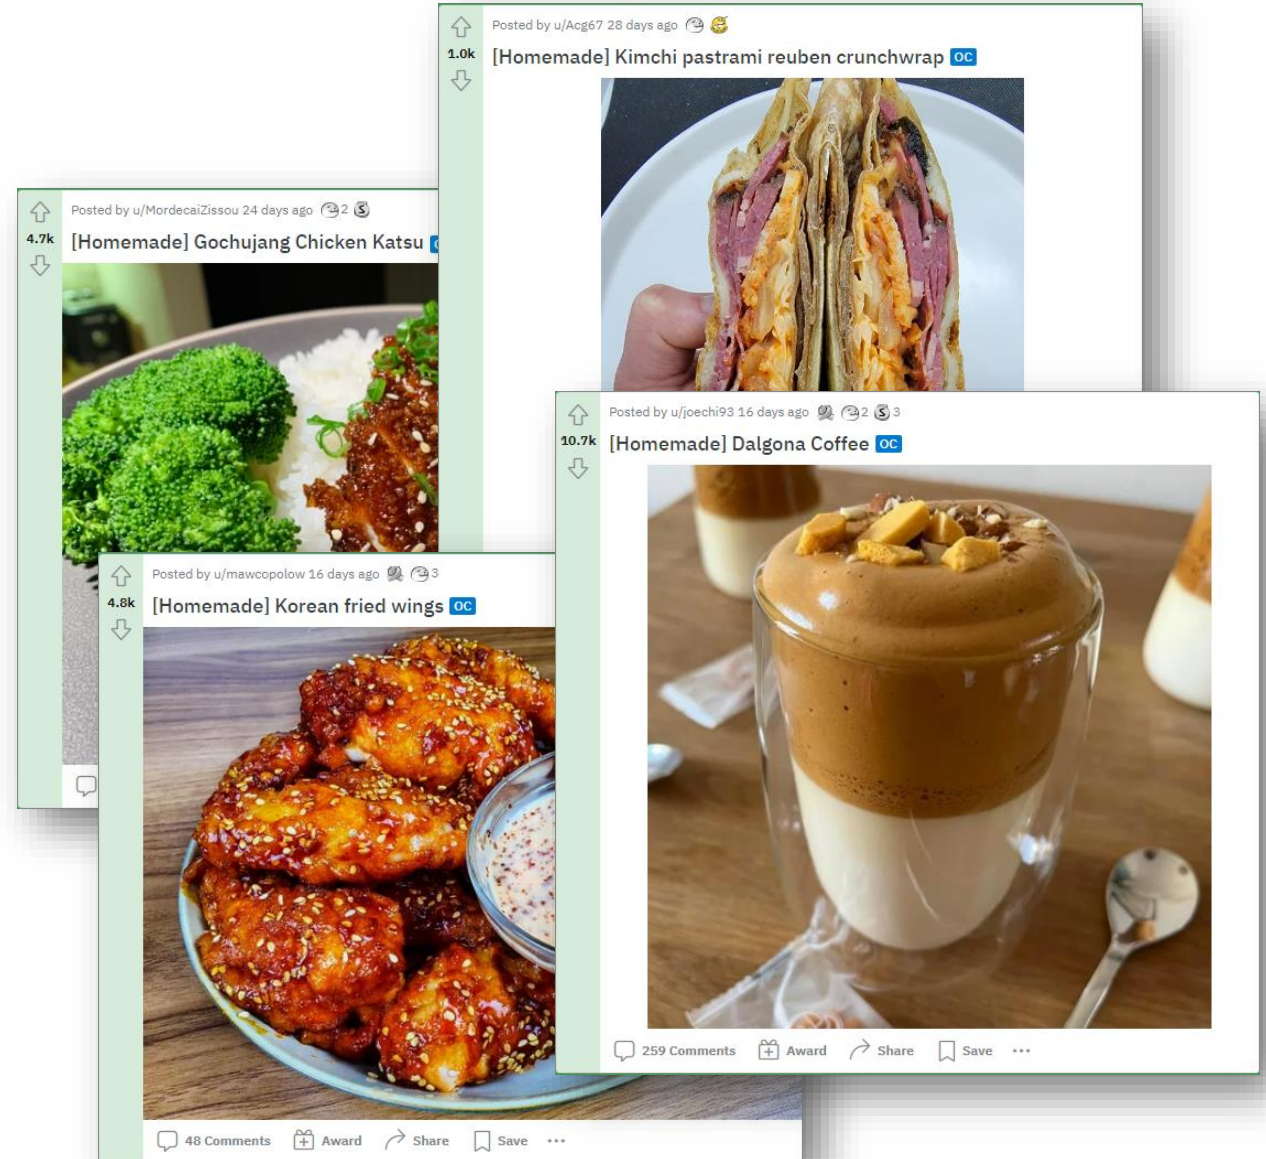 Posted by u/Acg67 28 days ago
1.0k
[Homemade] Kimchi pastrami reuben crunchwrap OC
Posted by u/MordecaiZissou 24 days ago 2 S
4.7k
[Homemade] Gochujang Chicken Katsu
Posted by u/joechi93 16 days ago 2 S 3
10.7k
[Homemade] Dalgona Coffee OC
259 Comments Award Share Save
Posted by u/mawcopolow 16 days ago 3
4.8k
[Homemade] Korean fried wings OC
48 Comments Award Share Save